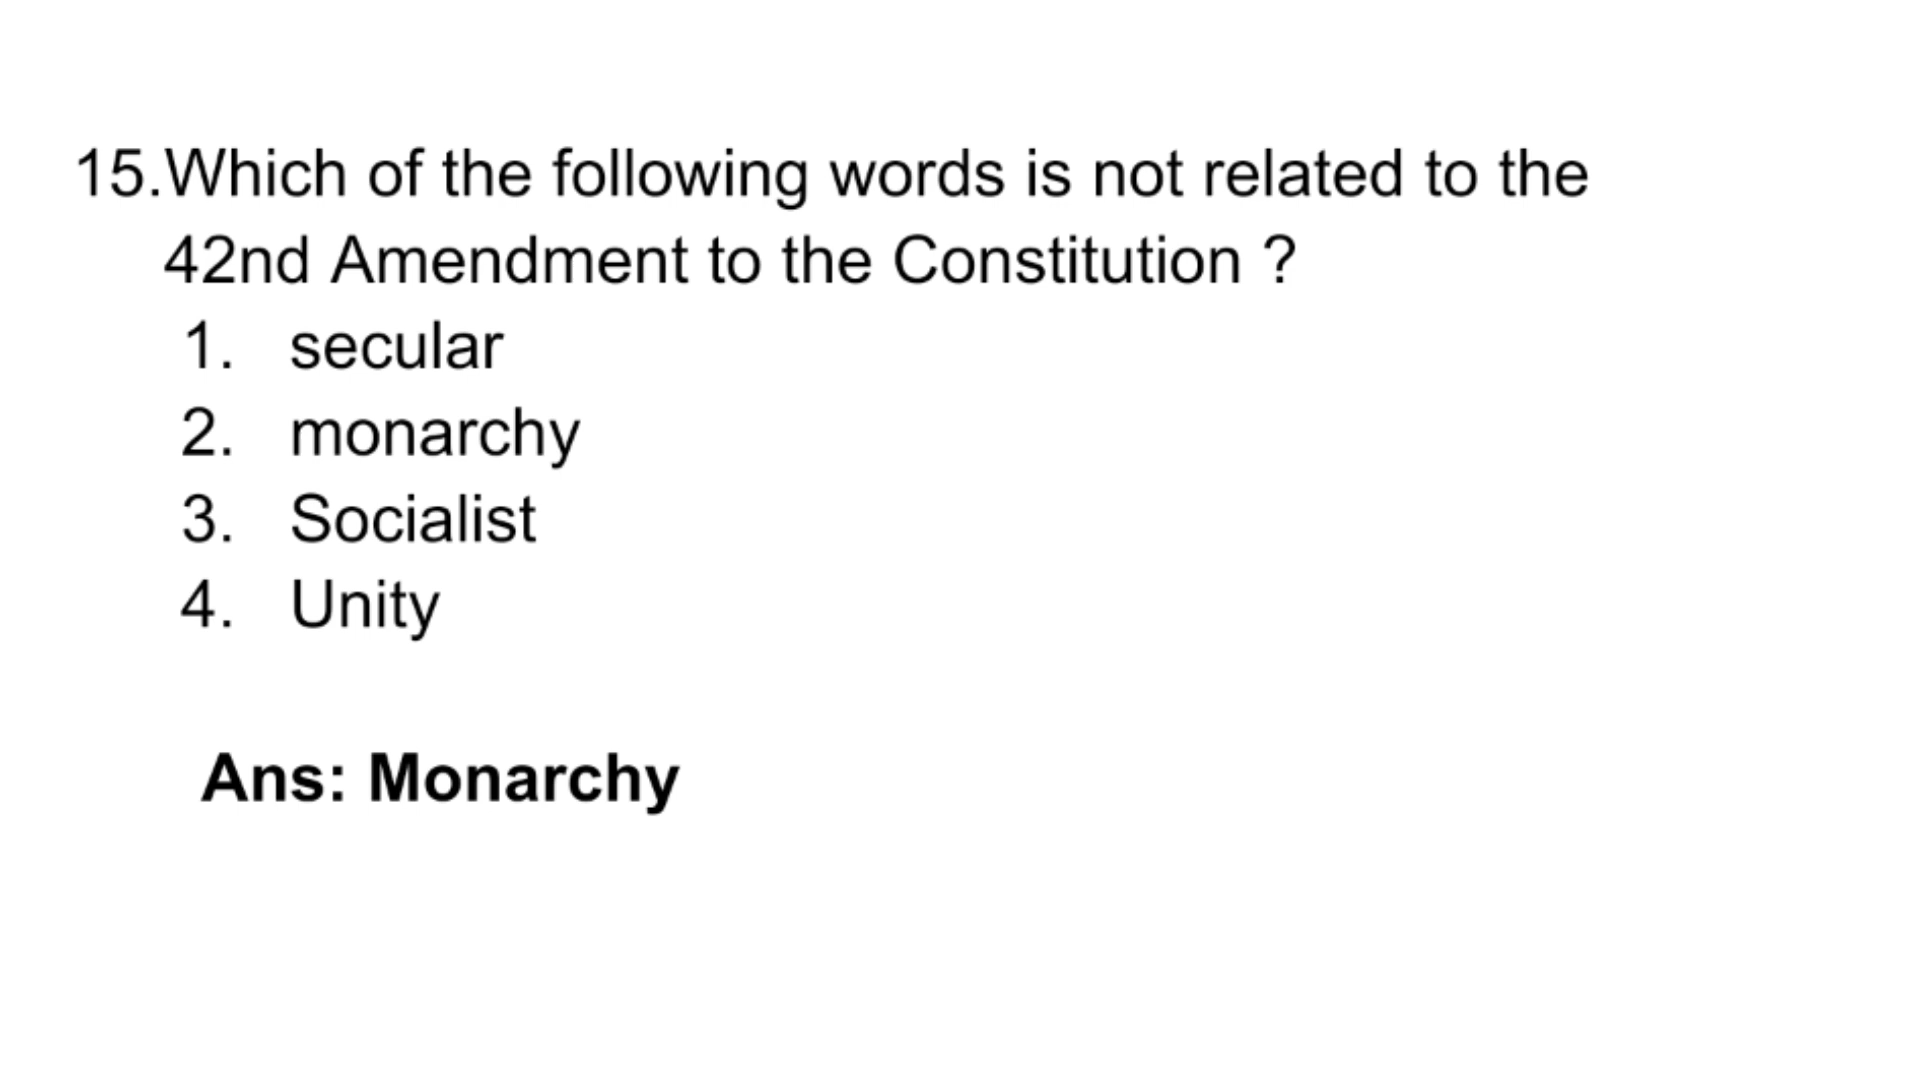 15.Which of the following words is not related to the
42nd Amendment to the Constitution ?
1. secular
2. monarchy
3. Socialist
4. Unity
Ans: Monarchy